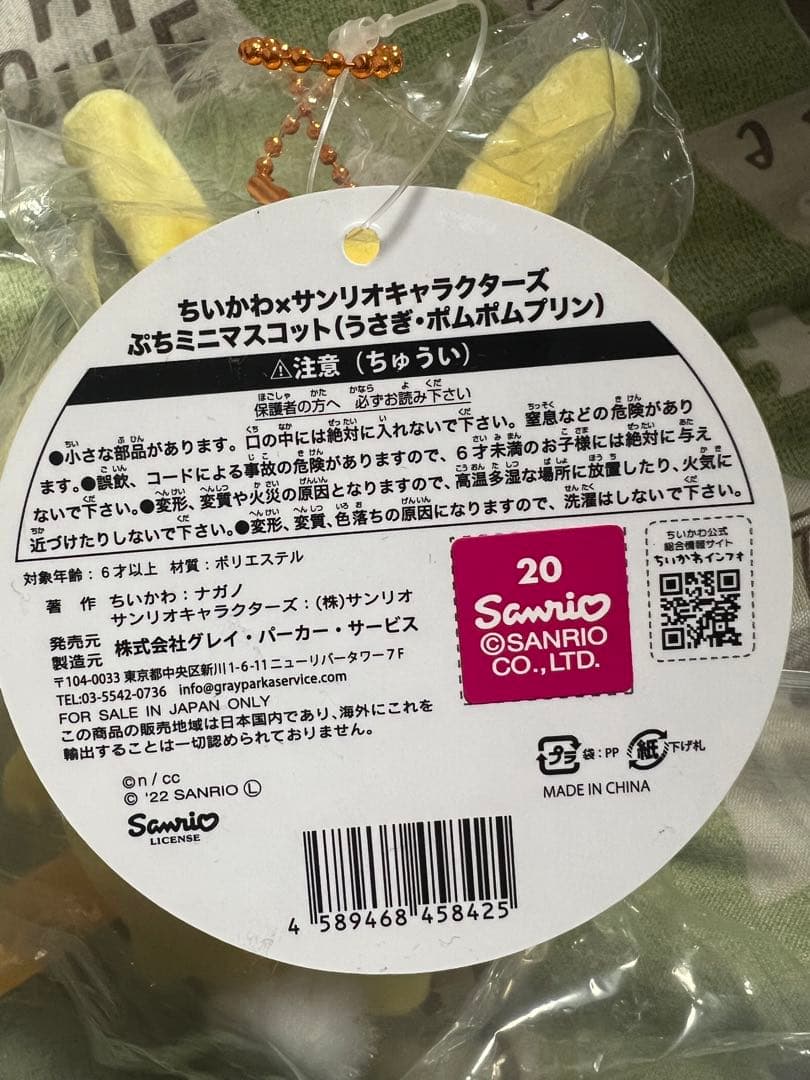 ちいかわ×サンリオキャラクターズ
ぷちミニマスコット(うさぎ・ポムポムプリン)
⚠注意(ちゅうい)
保護者の方へ 必ずお読み下さい
●小さな部品があります。口の中には絶対に入れないで下さい。窒息などの危険があり
ます。●誤飲、コードによる事故の危険がありますので、6才未満のお子様には絶対に与え
ないで下さい。●変形、変質や火災の原因となりますので、高温多湿な場所に放置したり、火気に
近づけたりしないで下さい。●変形、変質、色落ちの原因になりますので、洗濯はしないで下さい。
対象年齢:6才以上 材質:ポリエステル
著 作 ちいかわ:ナガノ
サンリオキャラクターズ:(株)サンリオ
発売元
製造元 株式会社グレイ・パーカー・サービス
〒104-0033 東京都中央区新川1-6-11 ニューリバータワー7F
TEL:03-5542-0736 info@grayparkaservice.com
FOR SALE IN JAPAN ONLY
この商品の販売地域は日本国内であり、海外にこれを
輸出することは一切認められておりません。
20
Sanrio
©SANRIO
CO.,LTD.
ちいかわ公式
総合情報サイト
ちいかわインフォ
プラ 袋:PP 紙 下げ札
MADE IN CHINA
©n / cc
© '22 SANRIO Ⓛ
Sanrio
LICENSE
4 589468 458425